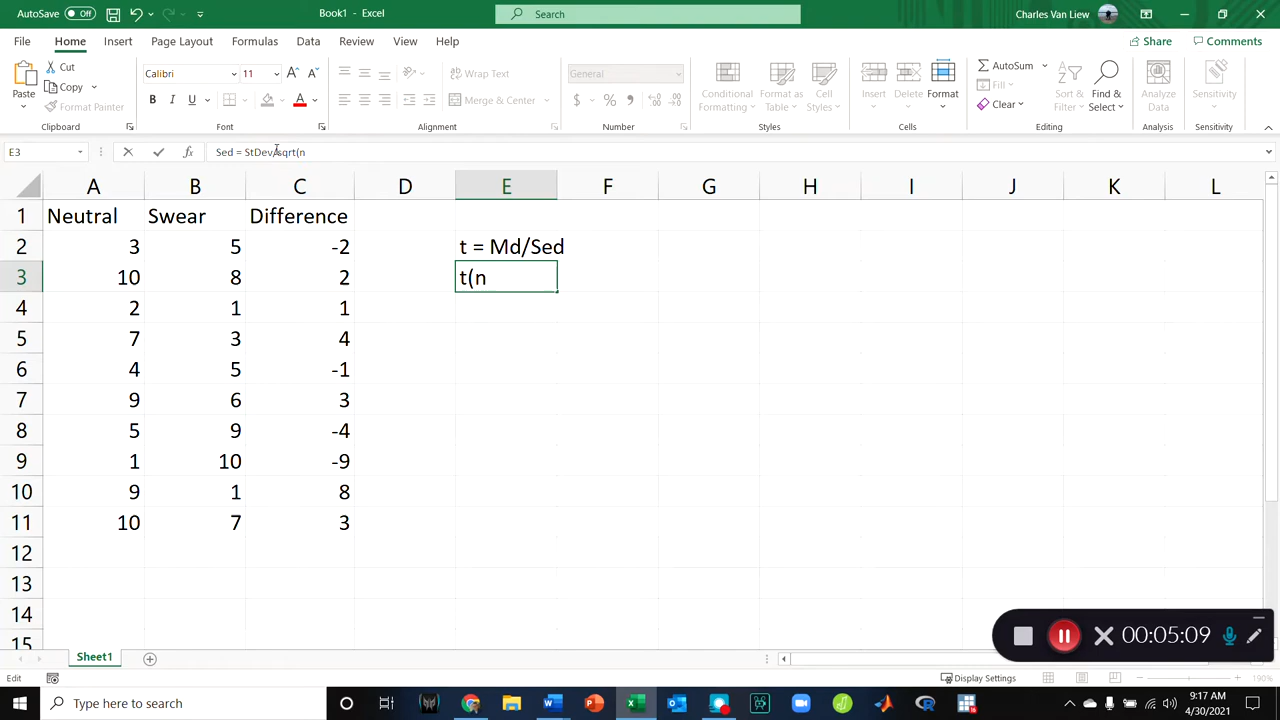 AutoSave Off
Book1 - Excel
Search
Charles Van Liew
File Home Insert Page Layout Formulas Data Review View Help
Share Comments
Paste
Cut
Copy
Format Painter
Clipboard
Calibri 11
B I U
Font
Wrap Text
Merge & Center
Alignment
General
$ % ,
Number
Conditional Formatting
Format as Table
Cell Styles
Styles
Insert Delete Format
Cells
AutoSum
Fill
Clear
Sort & Filter
Find & Select
Editing
Analyze Data
Analysis
Sensitivity
Sensitivity
E3 fx Sed = StDev/sqrt(n
A B C D E F G H I J K L
1 Neutral Swear Difference
2 3 5 -2 t = Md/Sed
3 10 8 2 t(n
4 2 1 1
5 7 3 4
6 4 5 -1
7 9 6 3
8 5 9 -4
9 1 10 -9
10 9 1 8
11 10 7 3
12
13
14
15
00:05:09
Sheet1
Edit
Display Settings
190%
Type here to search
9:17 AM
4/30/2021